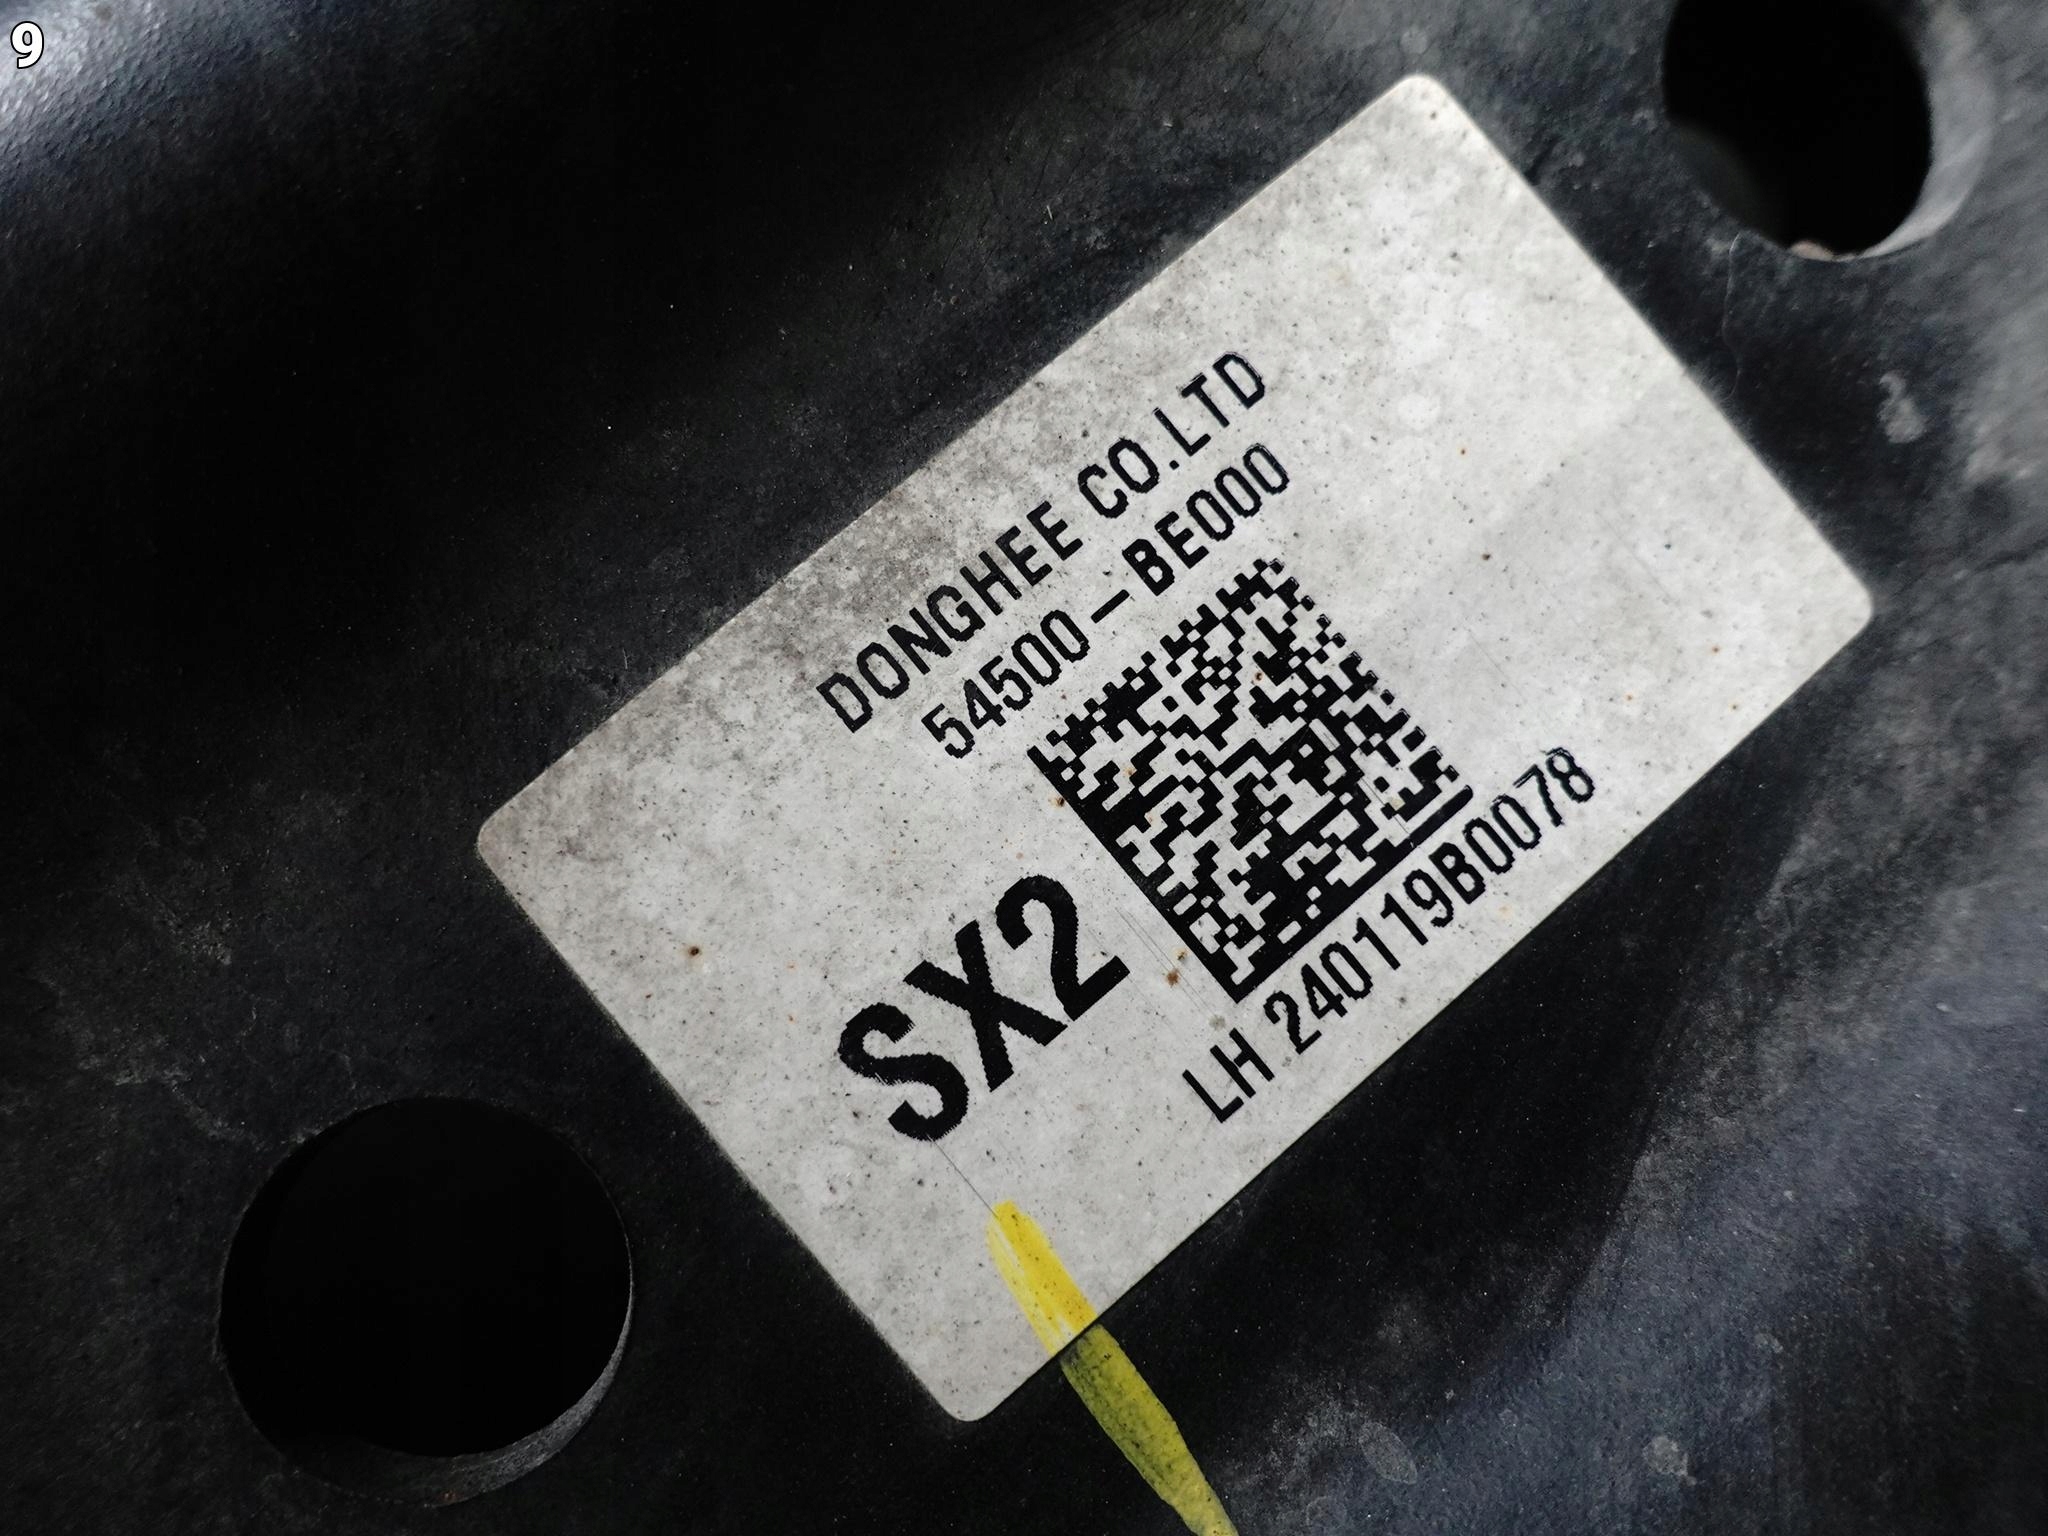 9
DONGHEE CO.LTD
54500-BE000
SX2
LH 240119B0078